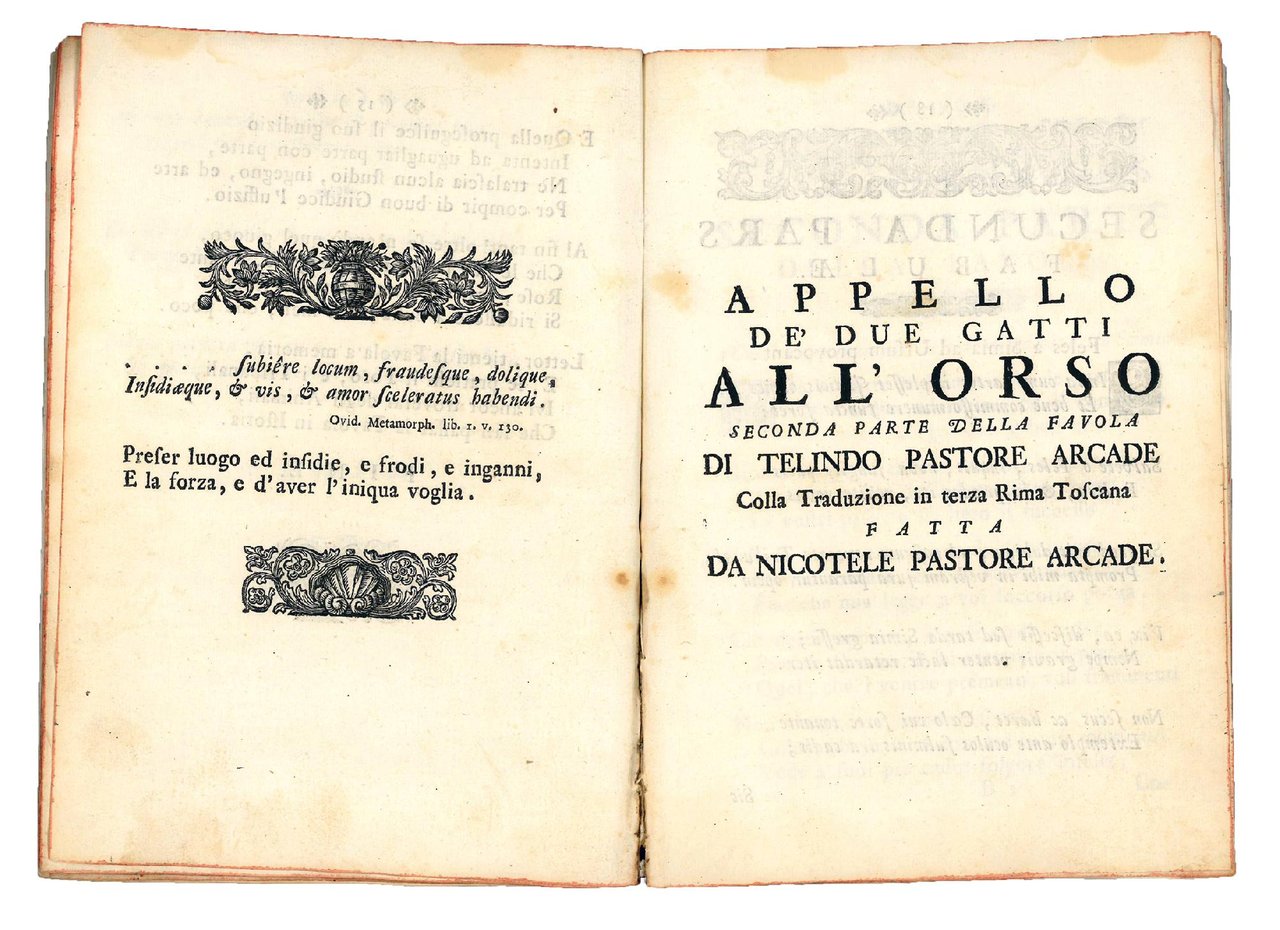 . . . . ſubiêre locum, fraudeſque, dolique,
Inſidiæque, & vis, & amor ſceleratus habendi.
Ovid. Metamorph. lib. 1. v. 130.
Preſer luogo ed inſidie, e frodi, e inganni,
E la forza, e d'aver l'iniqua voglia.
APPELLO
DE' DUE GATTI
ALL' ORSO
SECONDA PARTE DELLA FAVOLA
DI TELINDO PASTORE ARCADE
Colla Traduzione in terza Rima Toſcana
FATTA
DA NICOTELE PASTORE ARCADE.